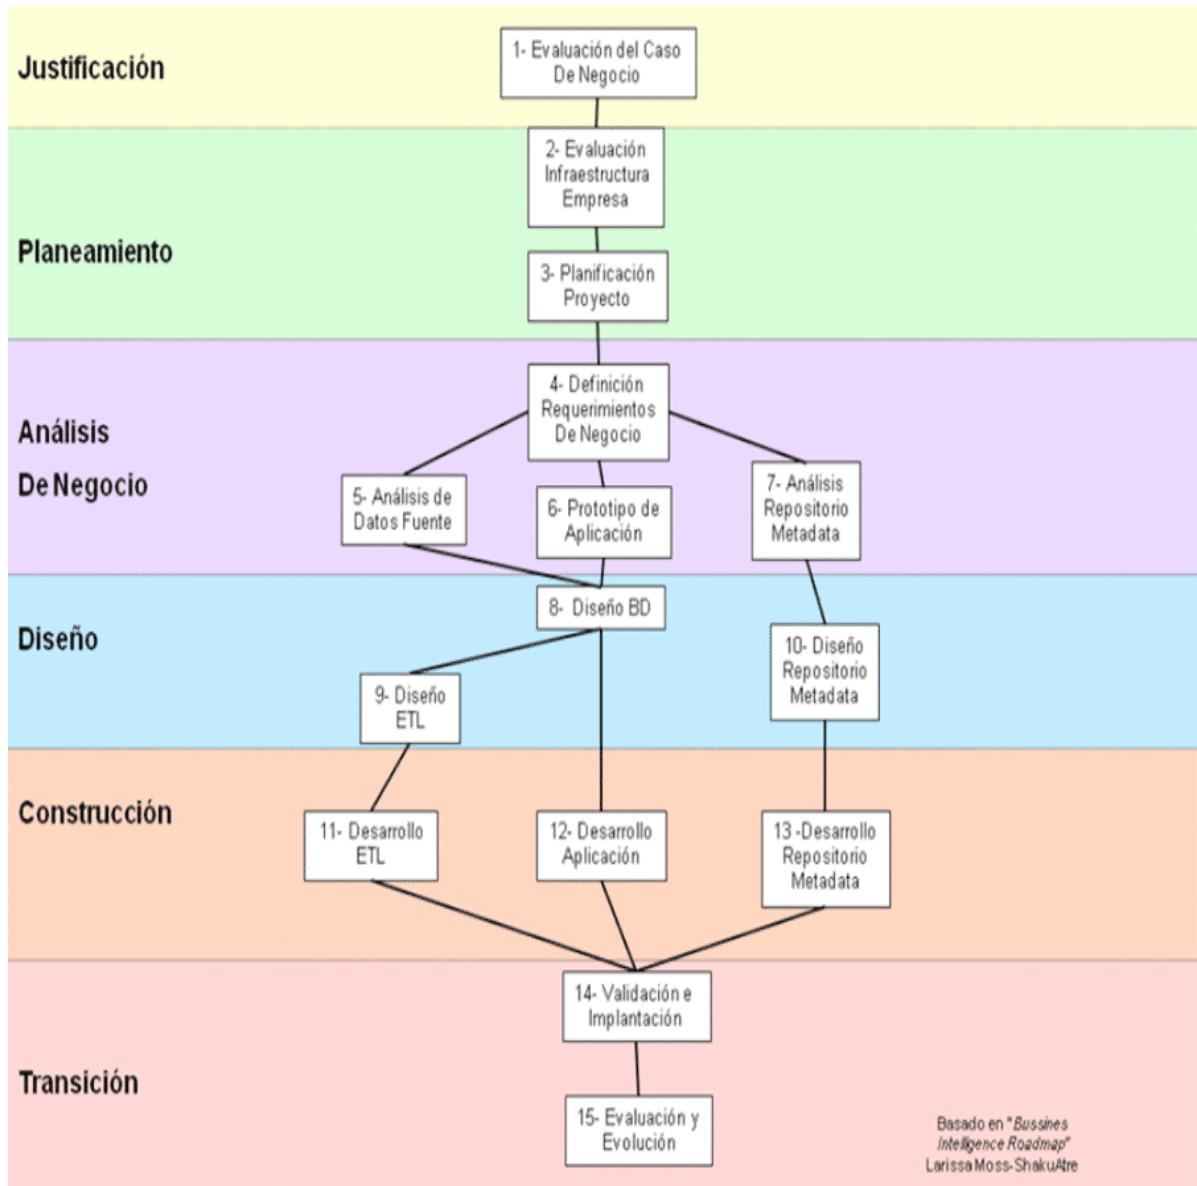 Justificación
1- Evaluación del Caso
De Negocio
Planeamiento
2- Evaluación
Infraestructura
Empresa
3- Planificación
Proyecto
Análisis
De Negocio
4- Definición
Requerimientos
De Negocio
5- Análisis de
Datos Fuente
6- Prototipo de
Aplicación
7- Análisis
Repositorio
Metadata
Diseño
8- Diseño BD
9- Diseño
ETL
10- Diseño
Repositorio
Metadata
Construcción
11- Desarrollo
ETL
12- Desarrollo
Aplicación
13 -Desarrollo
Repositorio
Metadata
Transición
14- Validación e
Implantación
15- Evaluación y
Evolución
Basado en "Bussines
Intelligence Roadmap"
Larissa Moss-ShakuAtre